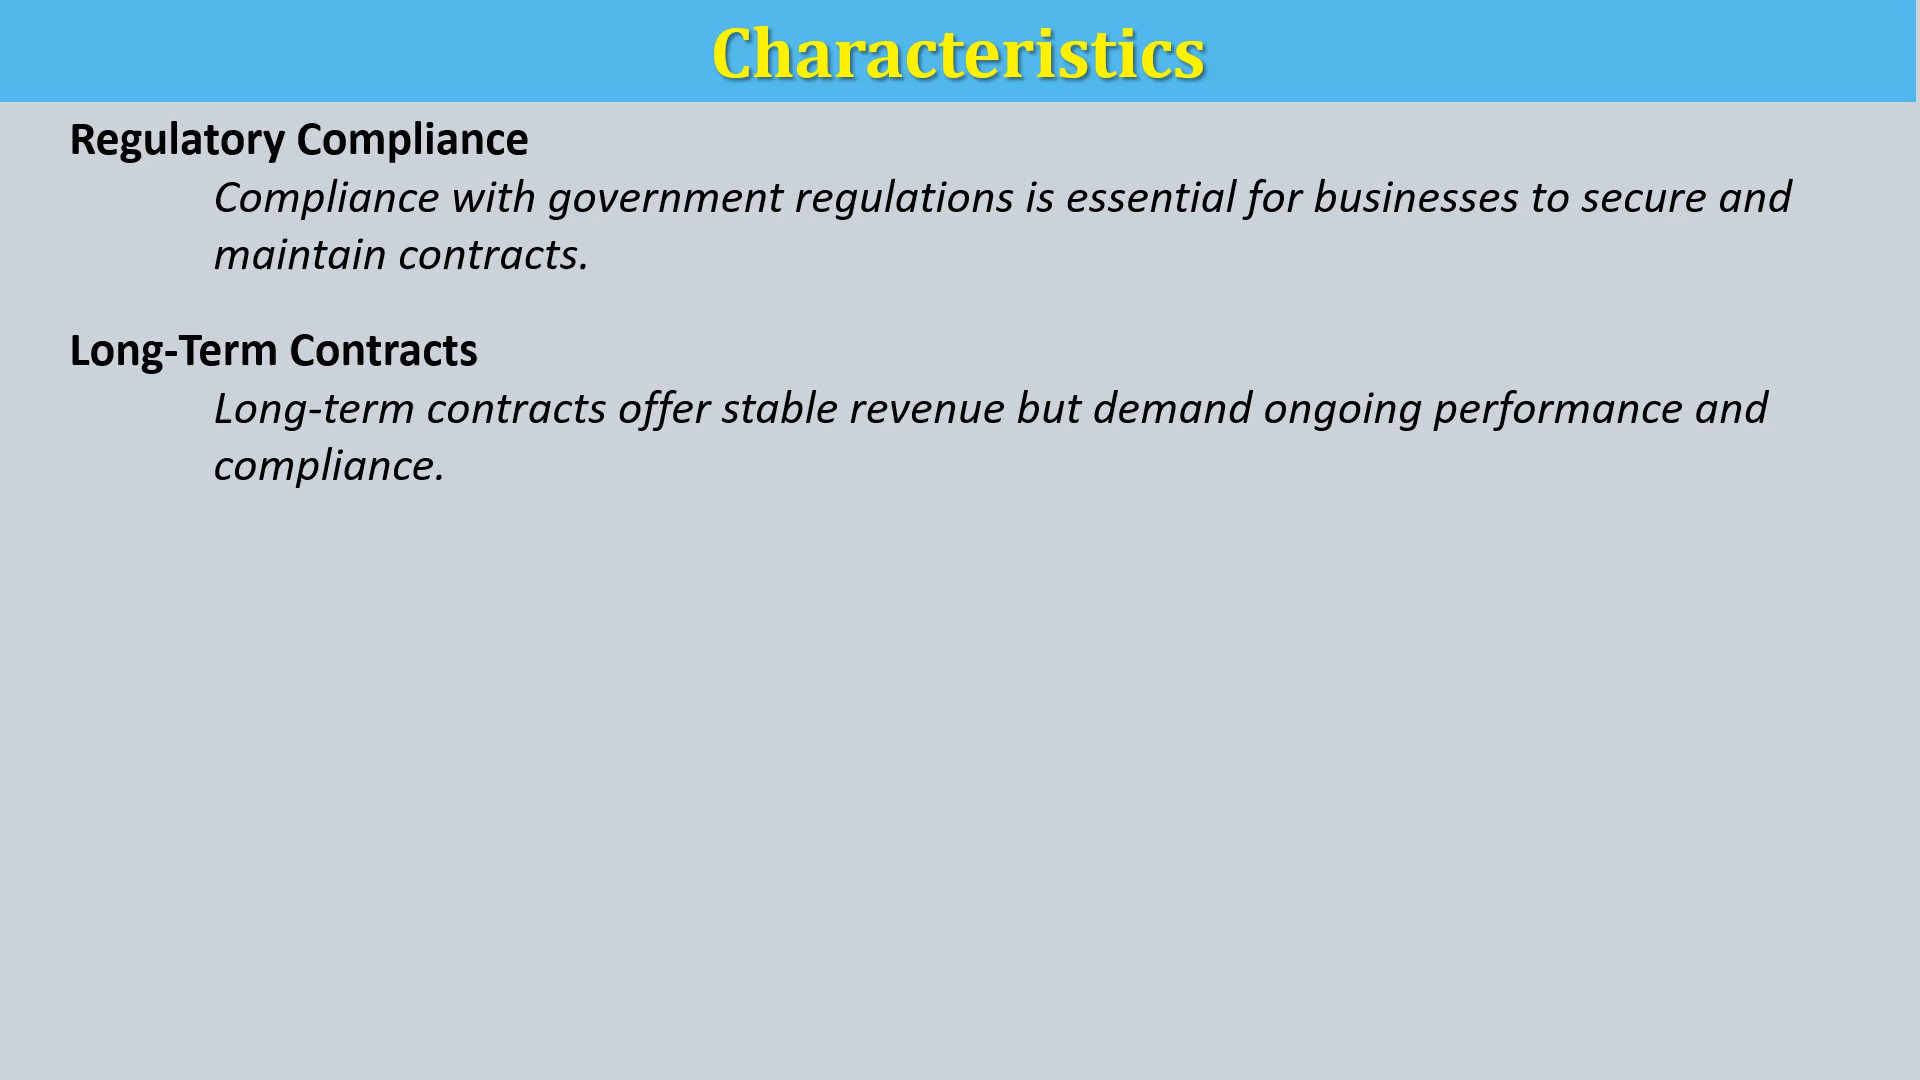 Characteristics
Regulatory Compliance
Compliance with government regulations is essential for businesses to secure and
maintain contracts.
Long-Term Contracts
Long-term contracts offer stable revenue but demand ongoing performance and
compliance.